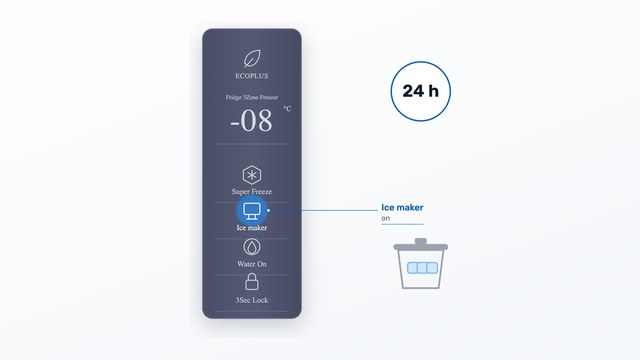 ECOPLUS
Fridge 3Zone Freezer
-08 °C
Super Freeze
Ice maker
Water On
3Sec Lock
24 h
Ice maker
on